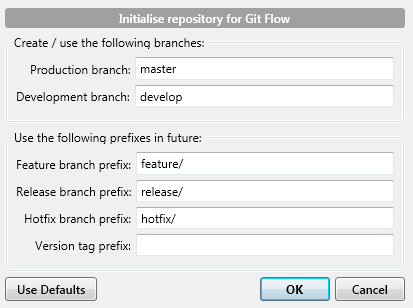 Initialise repository for Git Flow
Create / use the following branches:
Production branch: master
Development branch: develop
Use the following prefixes in future:
Feature branch prefix: feature/
Release branch prefix: release/
Hotfix branch prefix: hotfix/
Version tag prefix:
Use Defaults OK Cancel